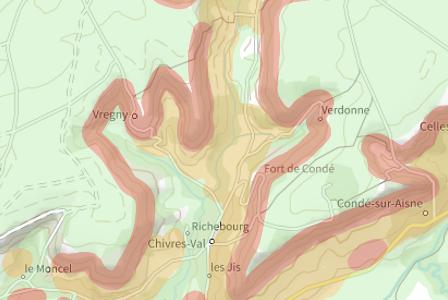 Vregny
Verdonne
Celles
Fort de Condé
Condé-sur-Aisne
Richebourg
Chivres-Val
le Moncel
les Jis